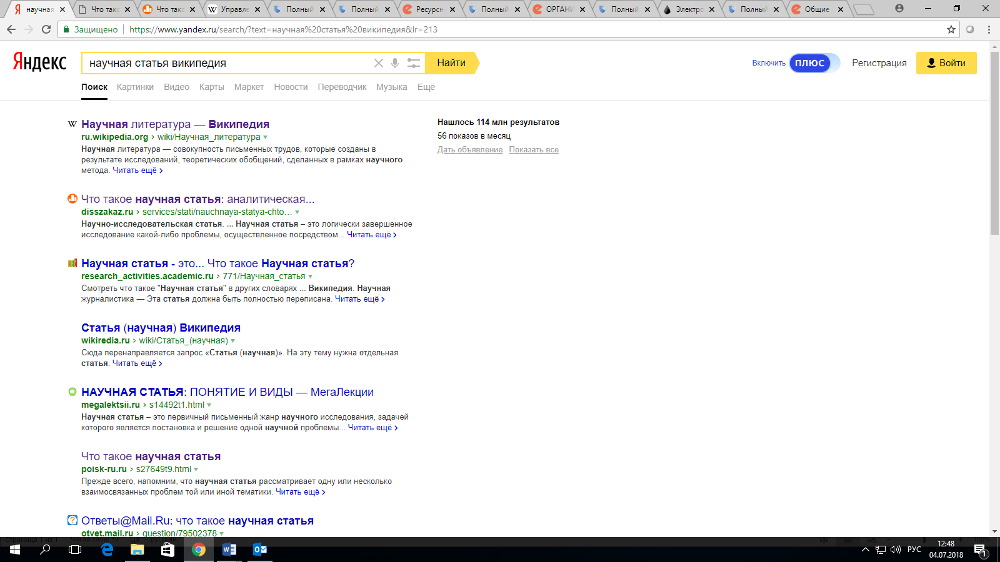 научная
Что такс
Что такс
Управле
Полный
Полный
Ресурсн
Полный
ОРГАНИ
Полный
Электро
Полный
Общие
Защищено
https://www.yandex.ru/search/?text=научная%20статья%20википедия&lr=213
Яндекс
научная статья википедия
Найти
Включить ПЛЮС
Регистрация
Войти
Поиск Картинки Видео Карты Маркет Новости Переводчик Музыка Ещё
Научная литература — Википедия
ru.wikipedia.org › wiki/Научная_литература
Научная литература — совокупность письменных трудов, которые созданы в
результате исследований, теоретических обобщений, сделанных в рамках научного
метода. Читать ещё ›
Нашлось 114 млн результатов
56 показов в месяц
Дать объявление Показать все
Что такое научная статья: аналитическая...
disszakaz.ru › services/stati/nauchnaya-statya-chto…
Научно-исследовательская статья. ... Научная статья – это логически завершенное
исследование какой-либо проблемы, осуществленное посредством... Читать ещё ›
Научная статья - это... Что такое Научная статья?
research_activities.academic.ru › 771/Научная_статья
Смотреть что такое "Научная статья" в других словарях ... Википедия. Научная
журналистика — Эта статья должна быть полностью переписана. Читать ещё ›
Статья (научная) Википедия
wikiredia.ru › wiki/Статья_(научная)
Сюда перенаправляется запрос «Статья (научная)». На эту тему нужна отдельная
статья. Читать ещё ›
НАУЧНАЯ СТАТЬЯ: ПОНЯТИЕ И ВИДЫ — МегаЛекции
megalektsii.ru › s14492t1.html
Научная статья – это первичный письменный жанр научного исследования, задачей
которого является постановка и решение одной научной проблемы... Читать ещё ›
Что такое научная статья
poisk-ru.ru › s27649t9.html
Прежде всего, напомним, что научная статья рассматривает одну или несколько
взаимосвязанных проблем той или иной тематики. Читать ещё ›
Ответы@Mail.Ru: что такое научная статья
otvet.mail.ru › question/79502378
Страница 1 из 1
РУС
12:48
04.07.2018
1